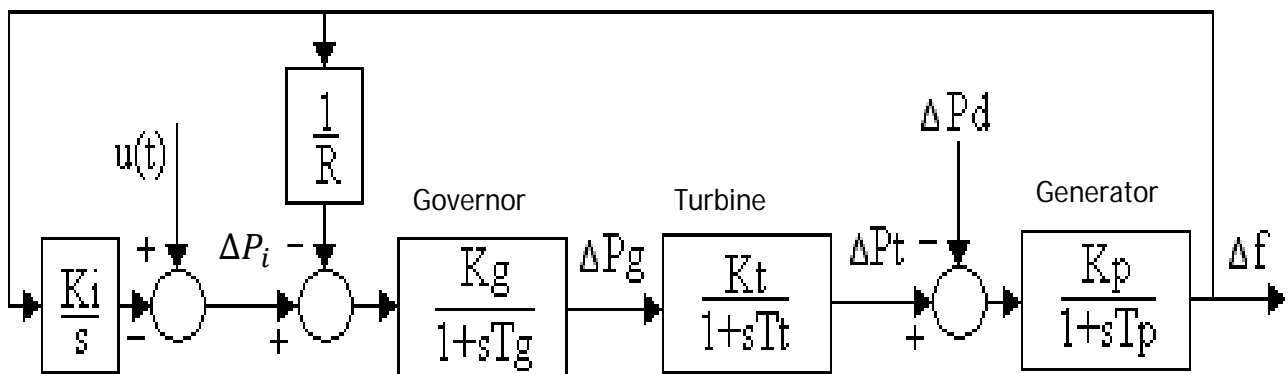 1
R
ΔPd
u(t)
Governor
Turbine
Generator
+
ΔP_i
−
Ki
s
−
+
Kg
1+sTg
ΔPg
Kt
1+sTt
ΔPt
−
+
Kp
1+sTp
Δf